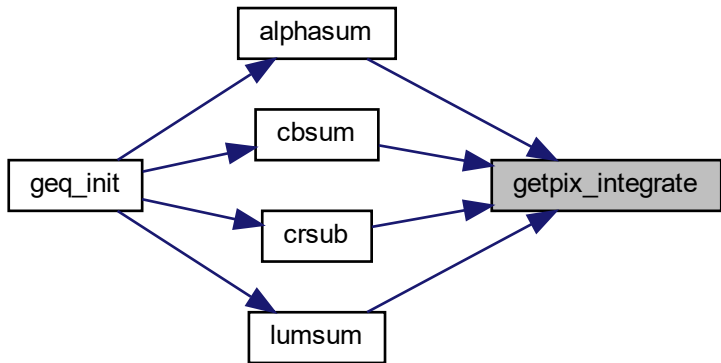 alphasum
cbsum
geq_init
getpix_integrate
crsub
lumsum